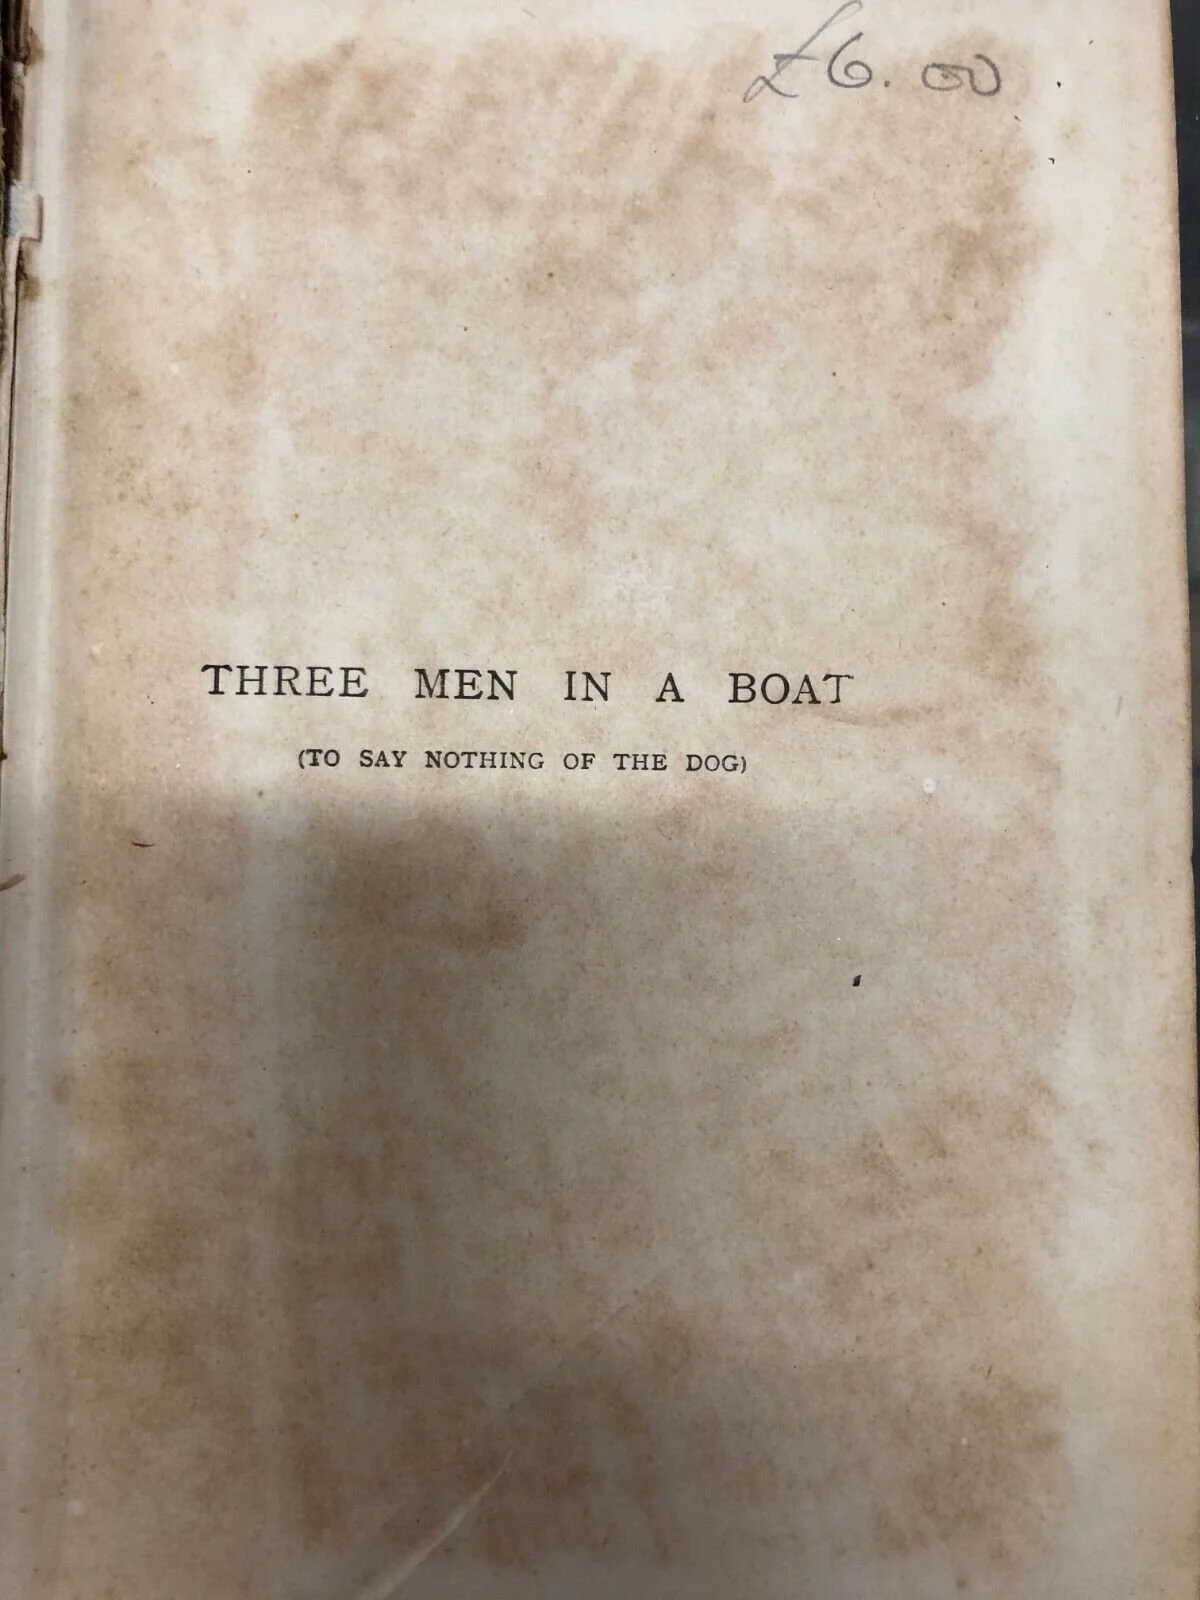 £6.00
THREE MEN IN A BOAT
(TO SAY NOTHING OF THE DOG)